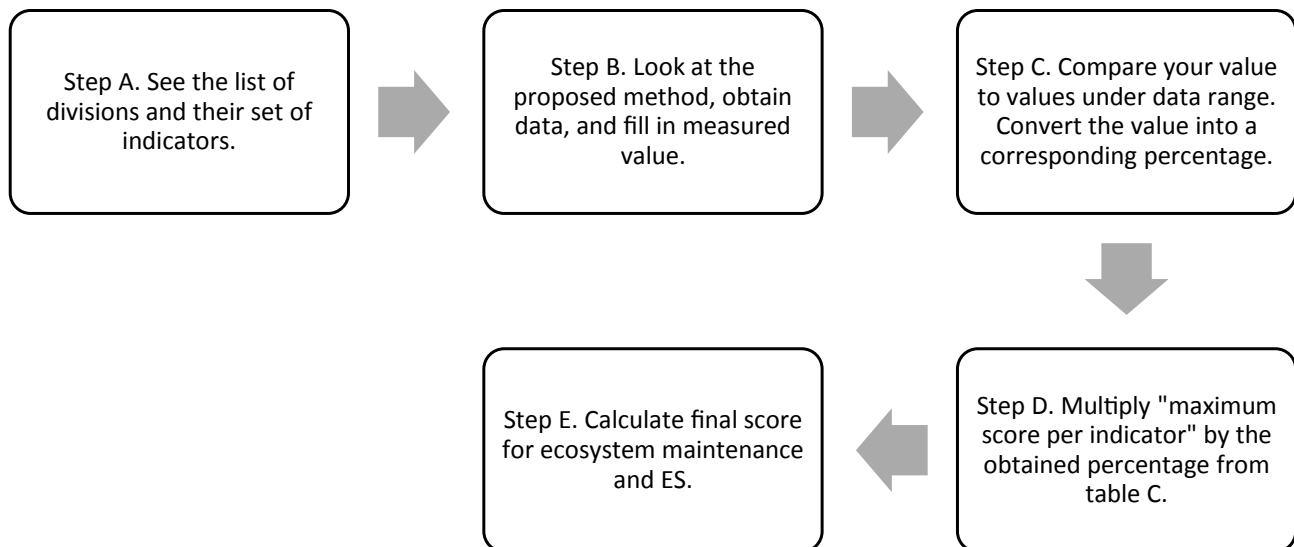 Step A. See the list of
divisions and their set of
indicators.
Step B. Look at the
proposed method, obtain
data, and fill in measured
value.
Step C. Compare your value
to values under data range.
Convert the value into a
corresponding percentage.
Step D. Multiply "maximum
score per indicator" by the
obtained percentage from
table C.
Step E. Calculate final score
for ecosystem maintenance
and ES.